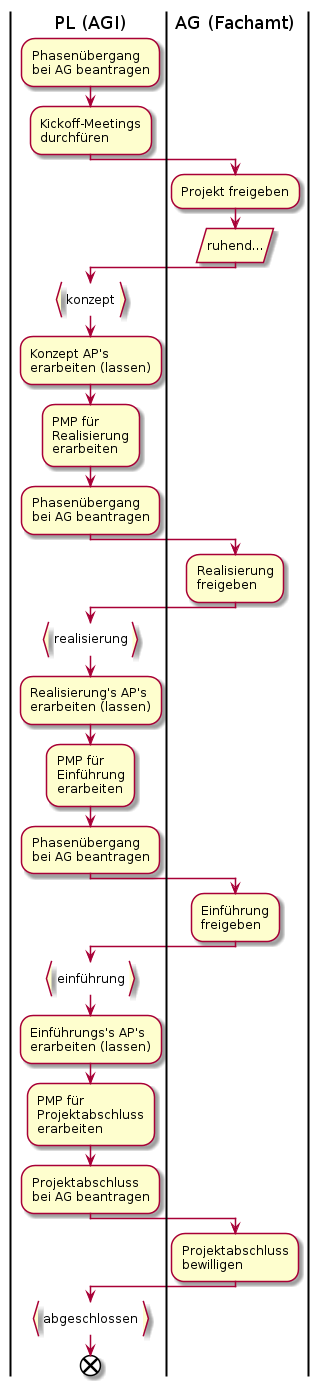 PL (AGI)
AG (Fachamt)
Phasenübergang
bei AG beantragen
Kickoff-Meetings
durchfüren
Projekt freigeben
ruhend...
konzept
Konzept AP's
erarbeiten (lassen)
PMP für
Realisierung
erarbeiten
Phasenübergang
bei AG beantragen
Realisierung
freigeben
realisierung
Realisierung's AP's
erarbeiten (lassen)
PMP für
Einführung
erarbeiten
Phasenübergang
bei AG beantragen
Einführung
freigeben
einführung
Einführungs's AP's
erarbeiten (lassen)
PMP für
Projektabschluss
erarbeiten
Projektabschluss
bei AG beantragen
Projektabschluss
bewilligen
abgeschlossen